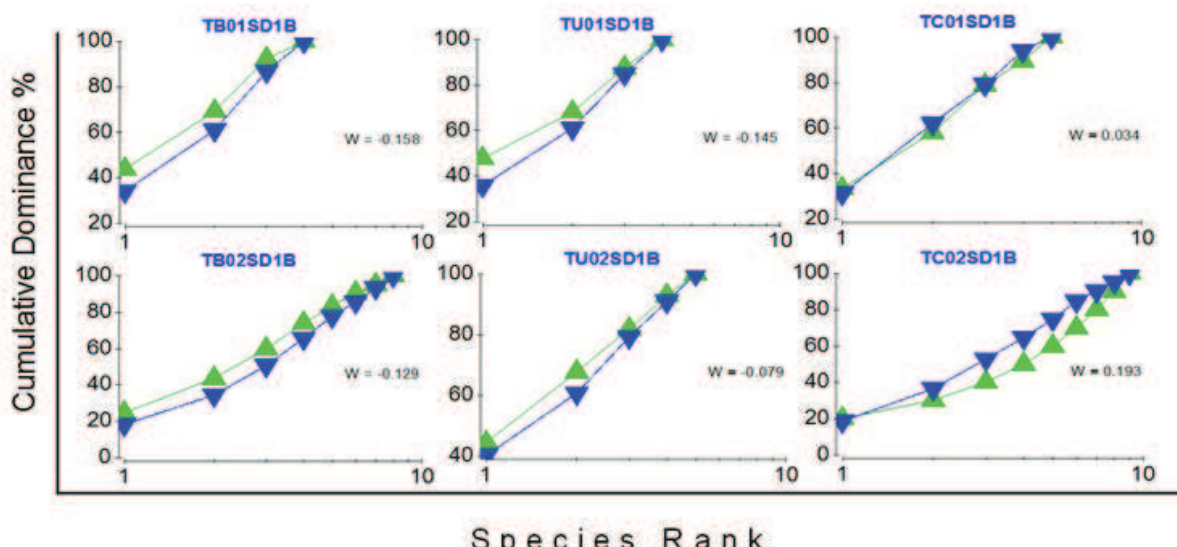 TB01SD1B TU01SD1B TC01SD1B
100 100 100
80 80 80
60 60 60
W = -0.158 W = -0.145 W = 0.034
40 40 40
20 20 20
1 10 1 10 1 10
TB02SD1B TU02SD1B TC02SD1B
100 100 100
80 80 80
60 60 60
W = -0.129 W = -0.079 W = 0.193
40 40 40
20 20
0 0
1 10 1 10 1 10
Cumulative Dominance %
Species Rank